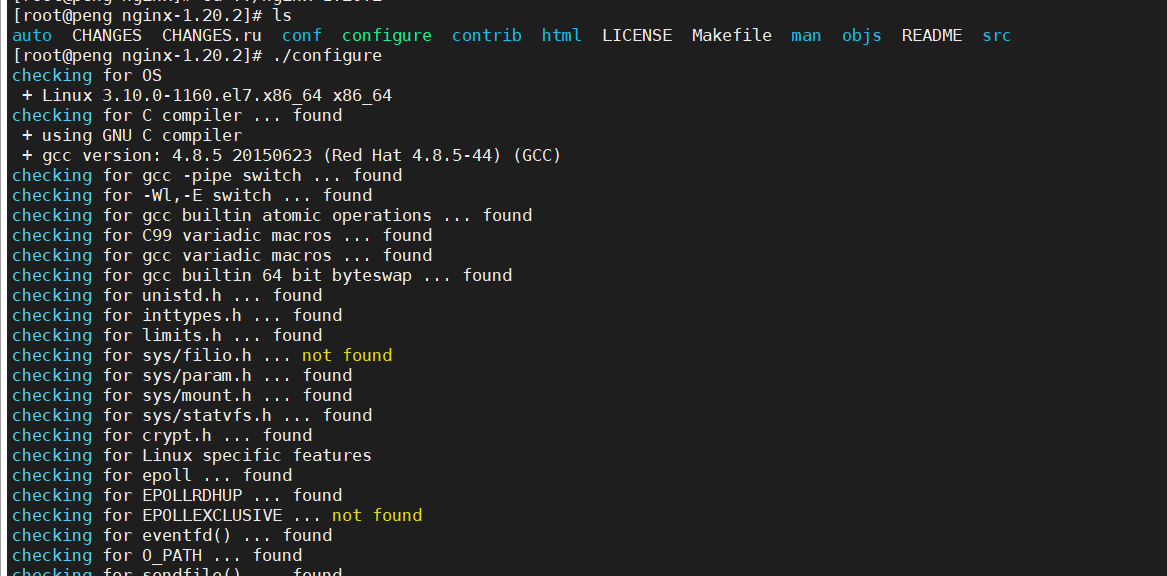 [root@peng nginx-1.20.2]# ls
auto  CHANGES  CHANGES.ru  conf  configure  contrib  html  LICENSE  Makefile  man  objs  README  src
[root@peng nginx-1.20.2]# ./configure
checking for OS
 + Linux 3.10.0-1160.el7.x86_64 x86_64
checking for C compiler ... found
 + using GNU C compiler
 + gcc version: 4.8.5 20150623 (Red Hat 4.8.5-44) (GCC)
checking for gcc -pipe switch ... found
checking for -Wl,-E switch ... found
checking for gcc builtin atomic operations ... found
checking for C99 variadic macros ... found
checking for gcc variadic macros ... found
checking for gcc builtin 64 bit byteswap ... found
checking for unistd.h ... found
checking for inttypes.h ... found
checking for limits.h ... found
checking for sys/filio.h ... not found
checking for sys/param.h ... found
checking for sys/mount.h ... found
checking for sys/statvfs.h ... found
checking for crypt.h ... found
checking for Linux specific features
checking for epoll ... found
checking for EPOLLRDHUP ... found
checking for EPOLLEXCLUSIVE ... not found
checking for eventfd() ... found
checking for O_PATH ... found
checking for sendfile() ... found